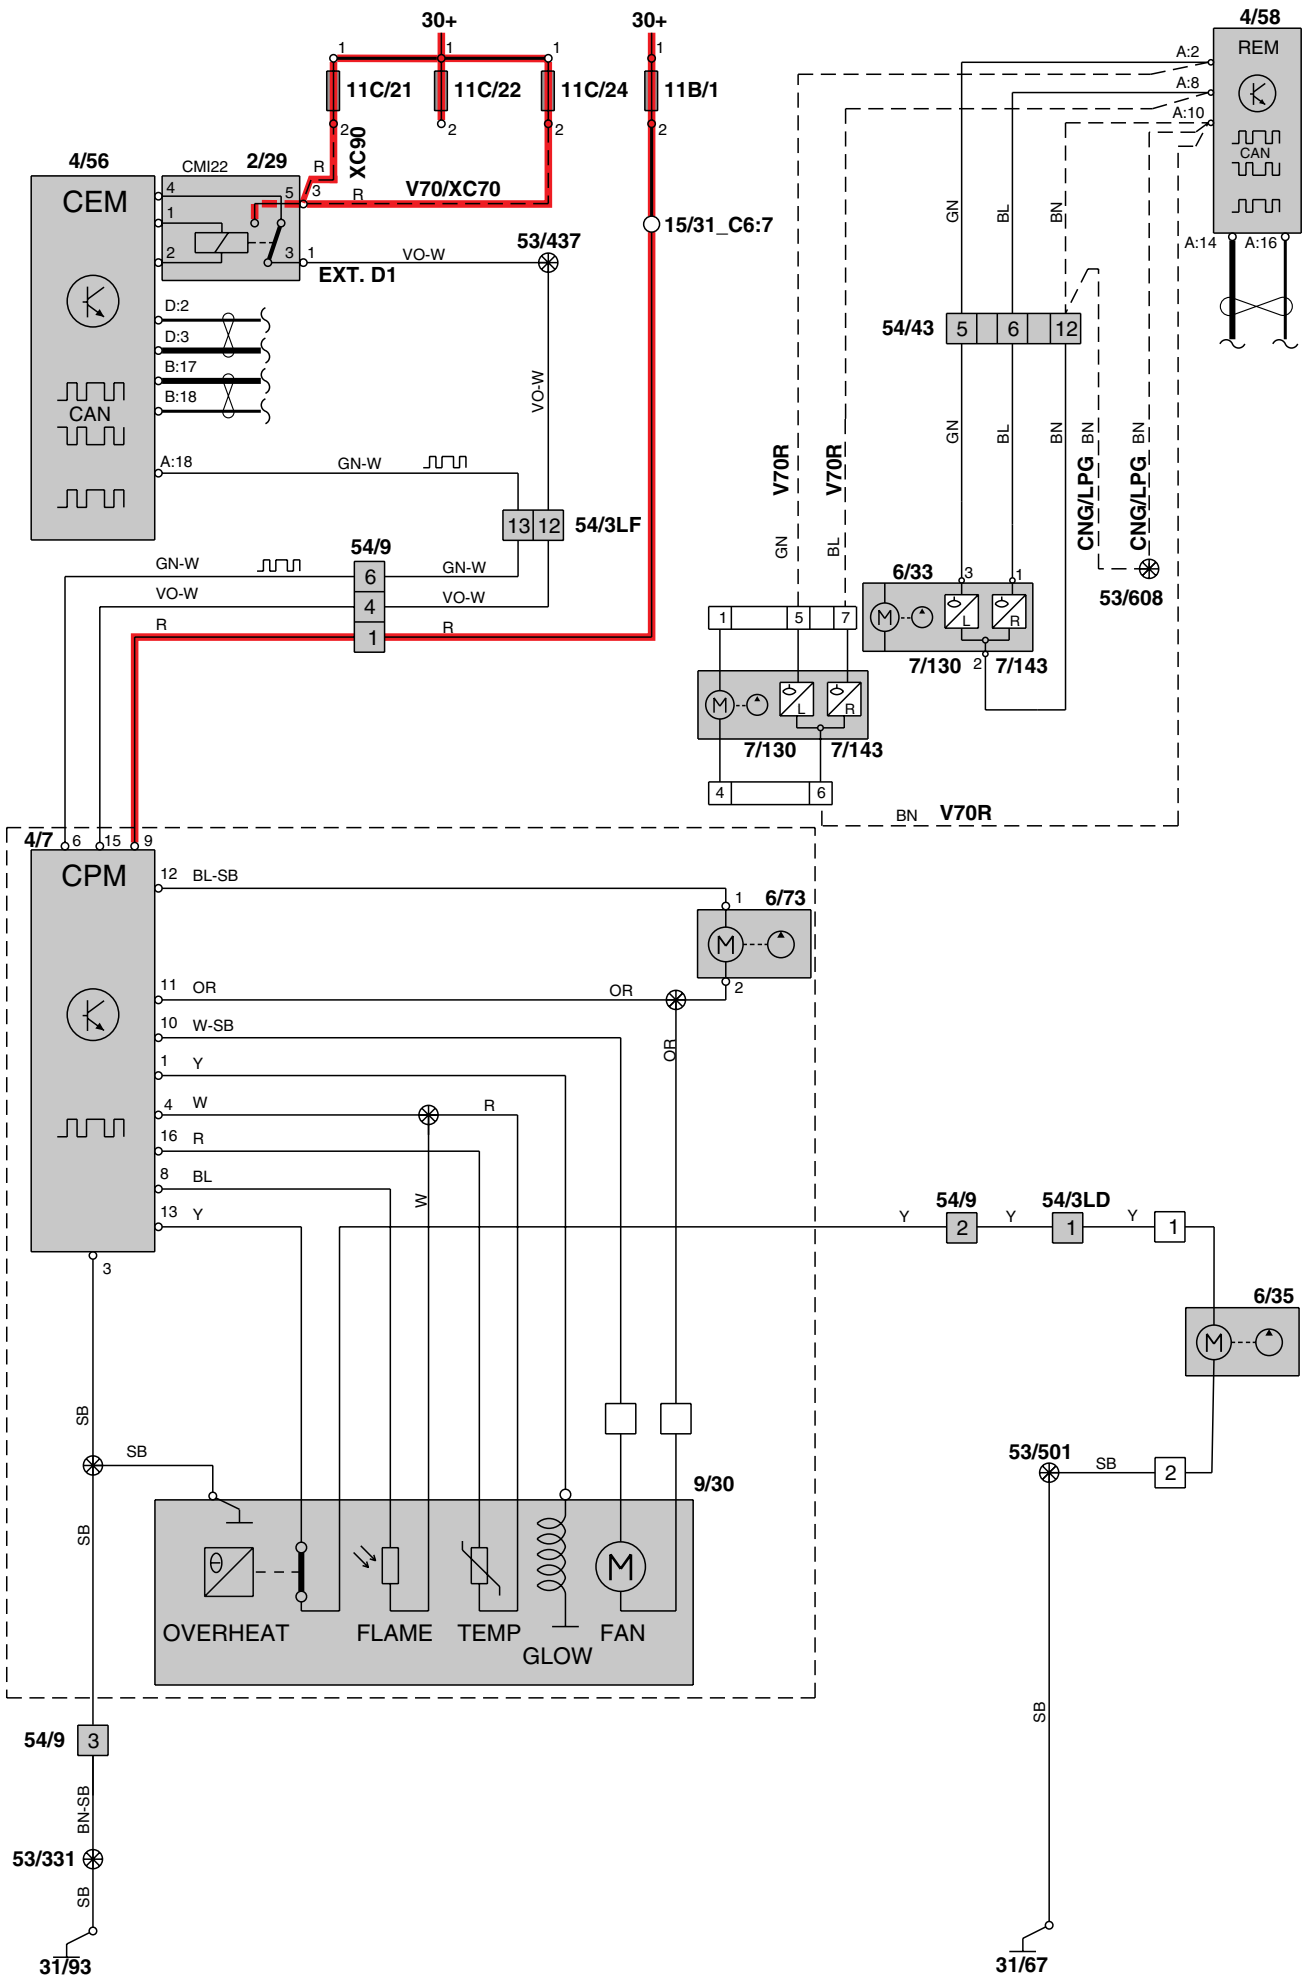 30+ 30+ 4/58
1 1 1 1 A:2 REM
11C/21 11C/22 11C/24 11B/1 A:8
2 2 2 2 A:10
XC90 CAN
4/56 CMI22 2/29 R
CEM 4 5 3 R V70/XC70
1 GN BL BN
15/31_C6:7
2 3 1 VO-W 53/437 A:14 A:16
EXT. D1
D:2
D:3 54/43 5 6 12
B:17
B:18 VO-W
CAN
GN BL BN BN BN
V70R V70R CNG/LPG CNG/LPG
A:18 GN-W
13 12 54/3LF
54/9 GN BL
GN-W 6 GN-W 6/33 3 1
VO-W 4 VO-W M L R 53/608
R 1 R 1 5 7
7/130 2 7/143
M L R
7/130 7/143
4 6
BN V70R
4/7 6 15 9
CPM 12 BL-SB
1 6/73
M
2
11 OR OR
10 W-SB
OR
1 Y
4 W R
16 R
8 BL W
13 Y
54/9 54/3LD
Y 2 Y 1 Y 1
3
6/35
M
SB
SB 53/501 SB 2
9/30
SB
θ M
OVERHEAT FLAME TEMP FAN
GLOW
SB
54/9 3
BN-SB
53/331
SB
31/93 31/67